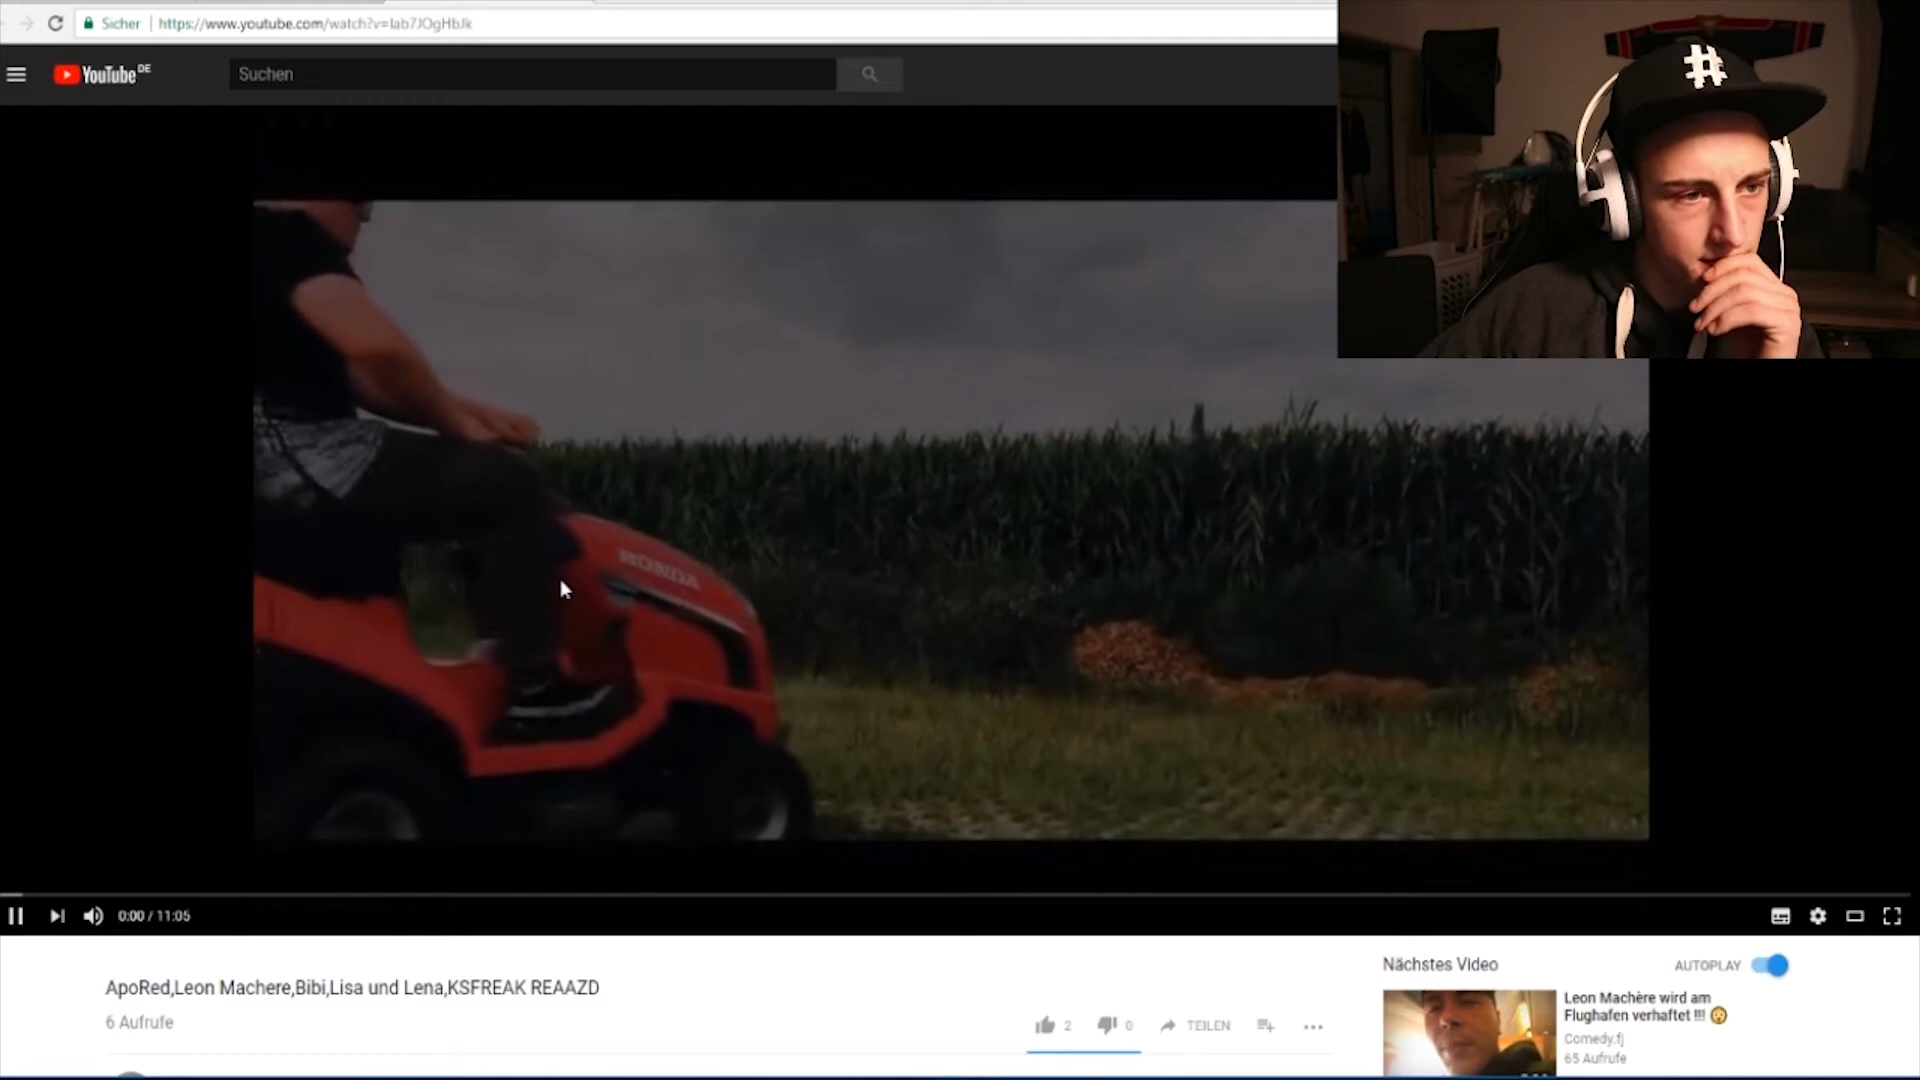 Sicher | https://www.youtube.com/watch?v=Iab7JOgHbJk
YouTube DE
Suchen
#
HONDA
0:00 / 11:05
ApoRed,Leon Machere,Bibi,Lisa und Lena,KSFREAK REAAZD
6 Aufrufe
2
0
TEILEN
Nächstes Video
AUTOPLAY
Leon Machère wird am
Flughafen verhaftet !!! 😲
Comedy.fj
65 Aufrufe